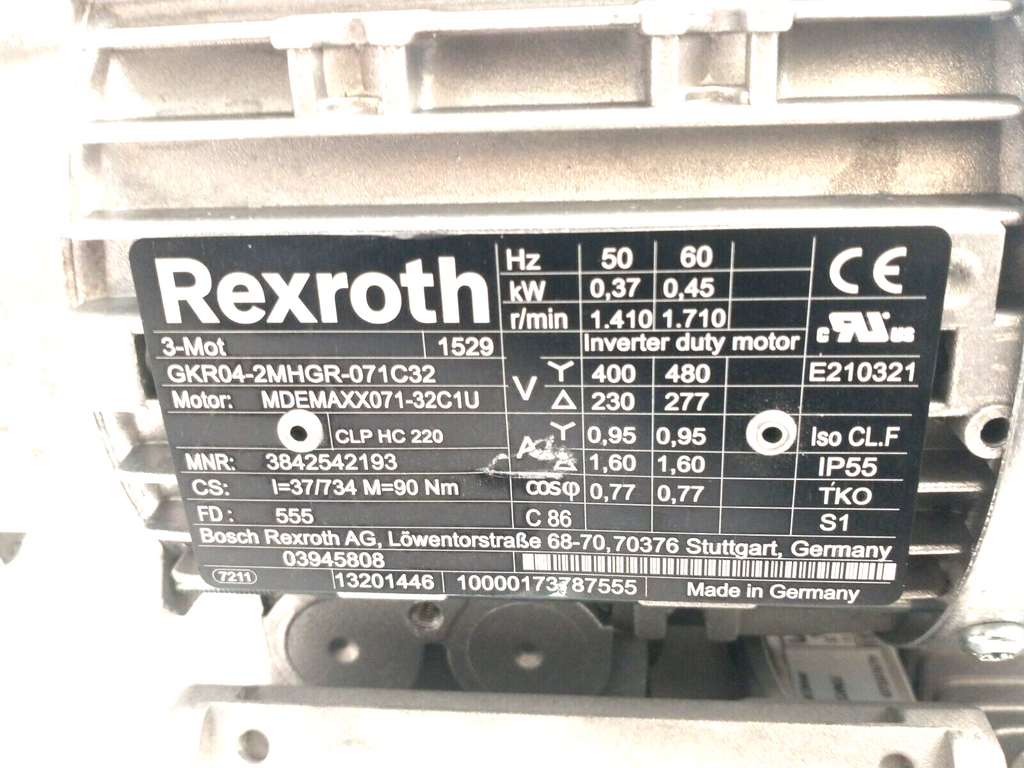 Rexroth
Hz 50 60
kW 0,37 0,45
r/min 1.410 1.710
3-Mot 1529
Inverter duty motor
GKR04-2MHGR-071C32
V Y 400 480 E210321
Motor: MDEMAXX071-32C1U
Δ 230 277
CLP HC 220
A Y 0,95 0,95 Iso CL.F
MNR: 3842542193
Δ 1,60 1,60 IP55
CS: I=37/734 M=90 Nm
cosφ 0,77 0,77 TKO
FD: 555
C 86 S1
Bosch Rexroth AG, Löwentorstraße 68-70,70376 Stuttgart, Germany
03945808
7211 13201446 10000173787555 Made in Germany
CE
c RU us